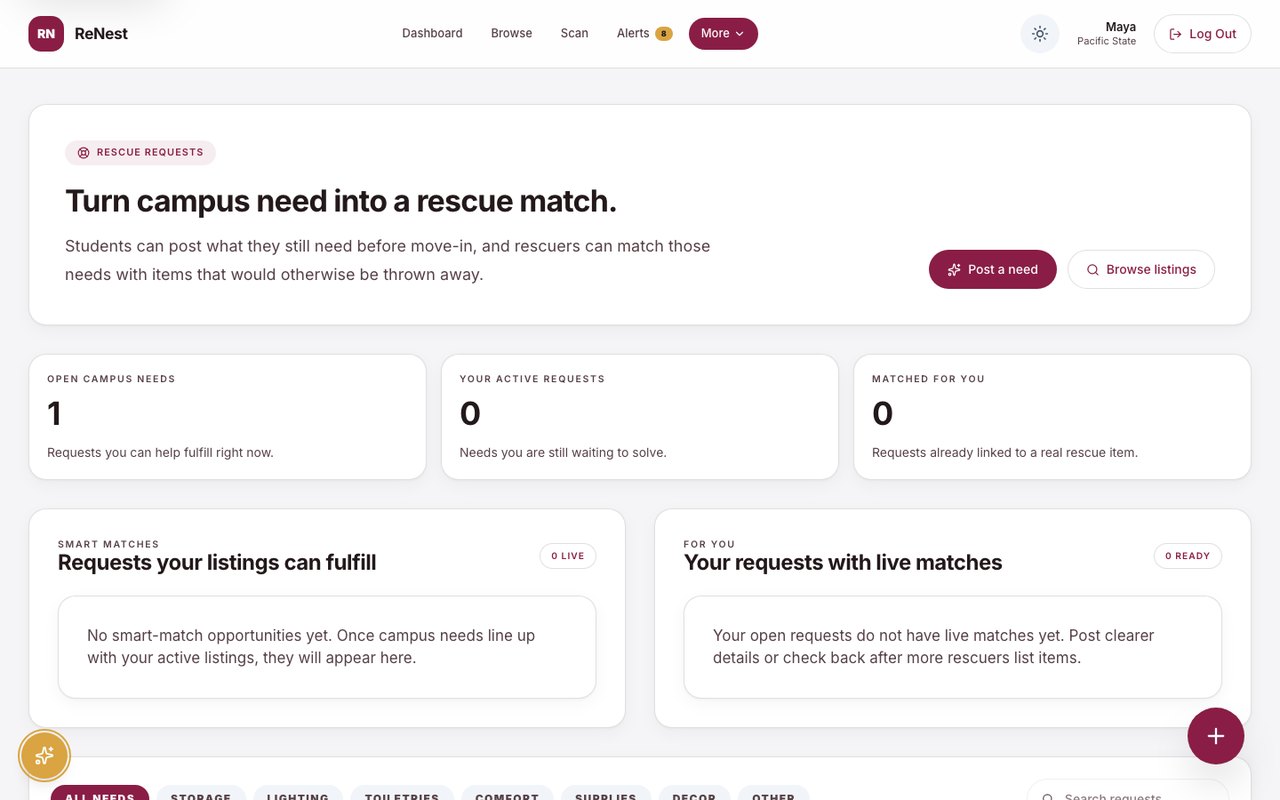 RN ReNest Dashboard Browse Scan Alerts 8 More Maya Log Out
Pacific State
RESCUE REQUESTS
Turn campus need into a rescue match.
Students can post what they still need before move-in, and rescuers can match those
needs with items that would otherwise be thrown away.
Post a need Browse listings
OPEN CAMPUS NEEDS
1
Requests you can help fulfill right now.
YOUR ACTIVE REQUESTS
0
Needs you are still waiting to solve.
MATCHED FOR YOU
0
Requests already linked to a real rescue item.
SMART MATCHES
Requests your listings can fulfill
0 LIVE
No smart-match opportunities yet. Once campus needs line up
with your active listings, they will appear here.
FOR YOU
Your requests with live matches
0 READY
Your open requests do not have live matches yet. Post clearer
details or check back after more rescuers list items.
ALL NEEDS STORAGE LIGHTING TOILETRIES COMFORT SUPPLIES DECOR OTHER Search requests